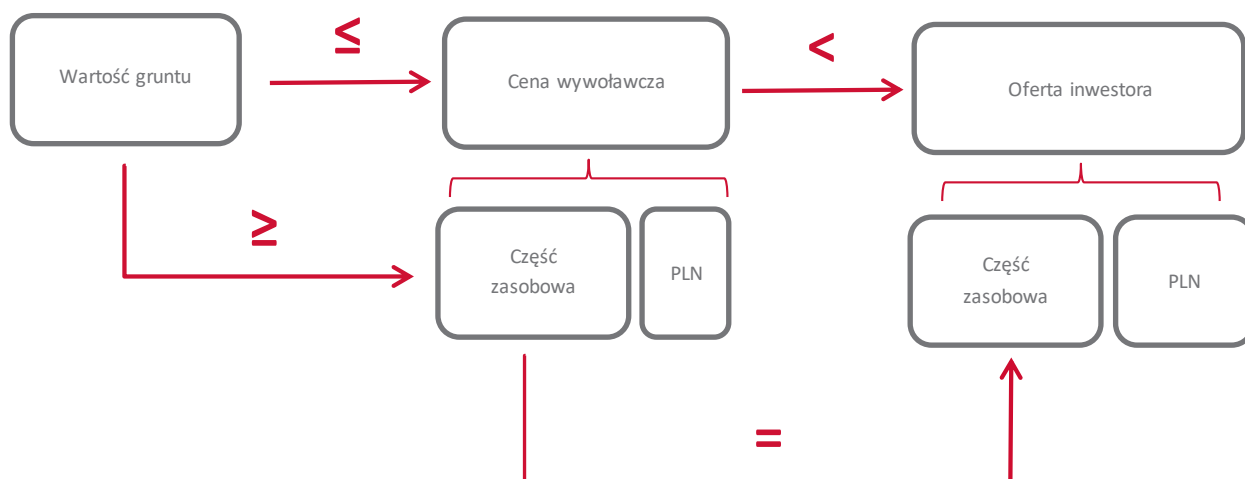 ≤
<
Wartość gruntu
Cena wywoławcza
Oferta inwestora
≥
Część
zasobowa
PLN
Część
zasobowa
PLN
=